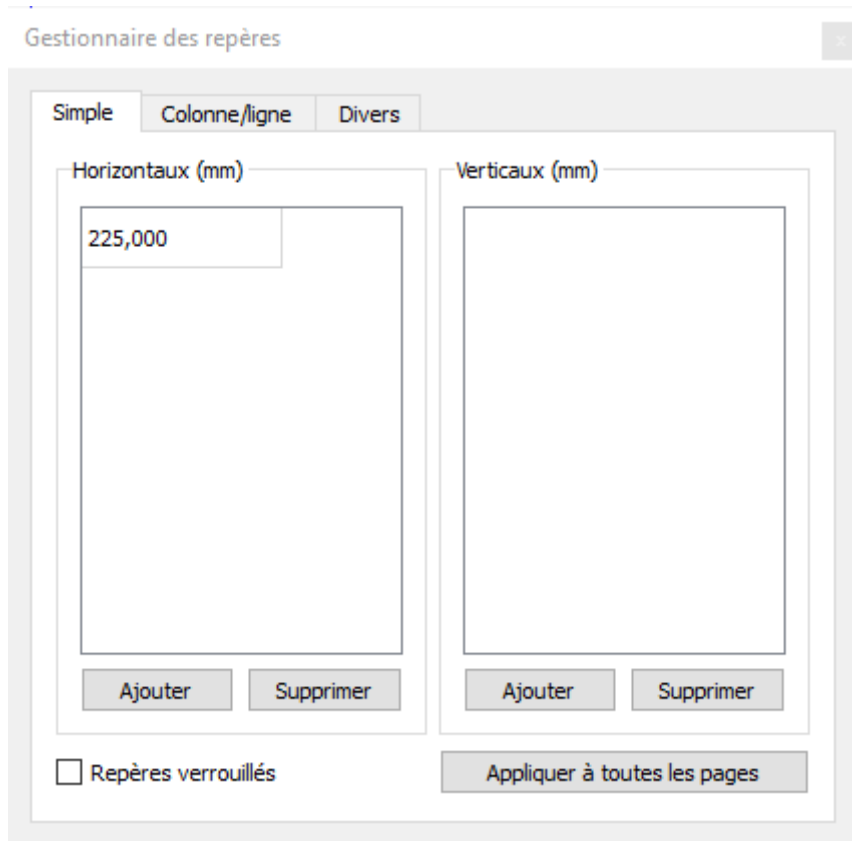 Gestionnaire des repères
x
Simple Colonne/ligne Divers
Horizontaux (mm) Verticaux (mm)
225,000
Ajouter Supprimer Ajouter Supprimer
Repères verrouillés Appliquer à toutes les pages